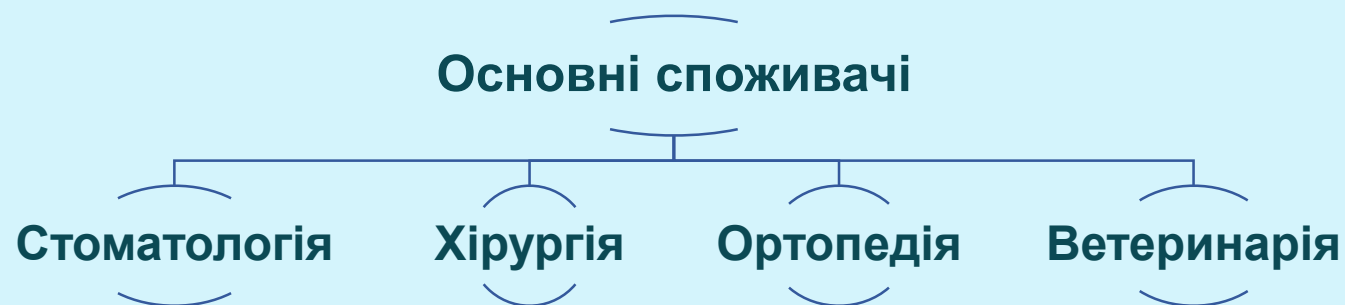 Основні споживачі
Стоматологія Хірургія Ортопедія Ветеринарія